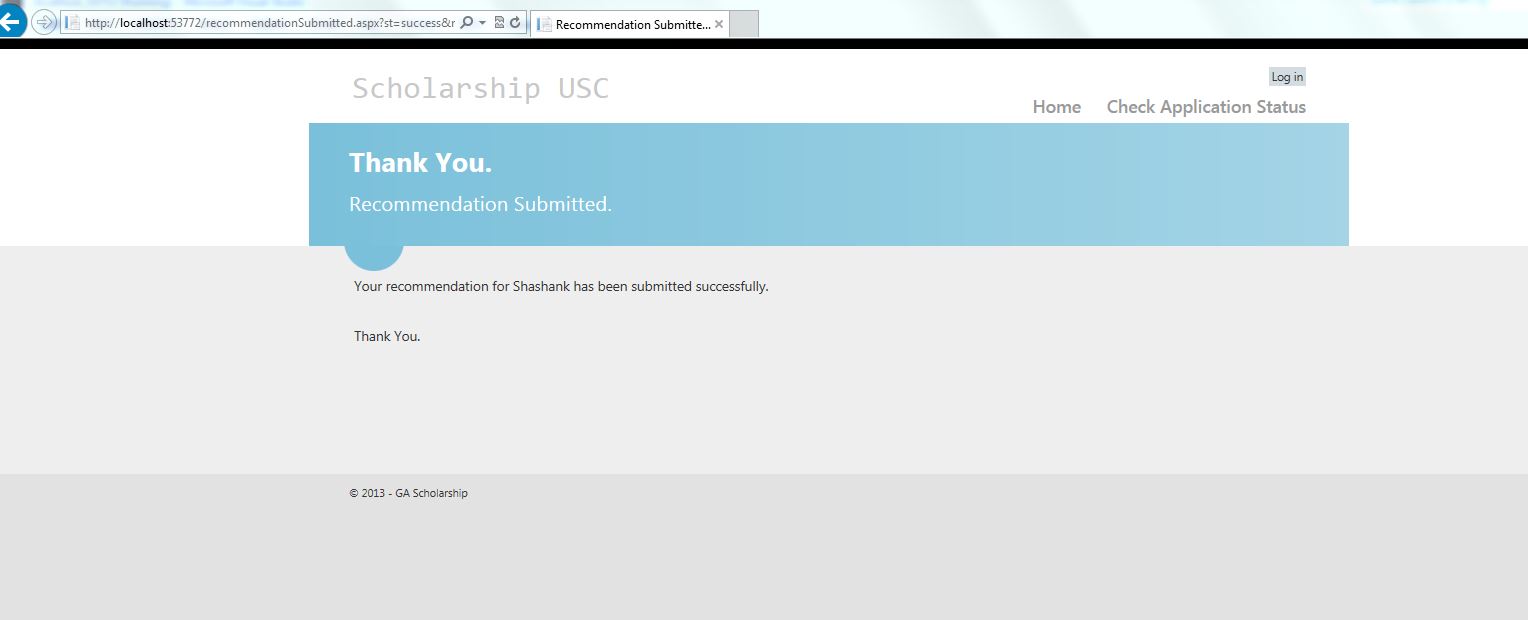 http://localhost:53772/recommendationSubmitted.aspx?st=success&r
Recommendation Submitte...
Scholarship USC
Log in
Home Check Application Status
Thank You.
Recommendation Submitted.
Your recommendation for Shashank has been submitted successfully.
Thank You.
© 2013 - GA Scholarship